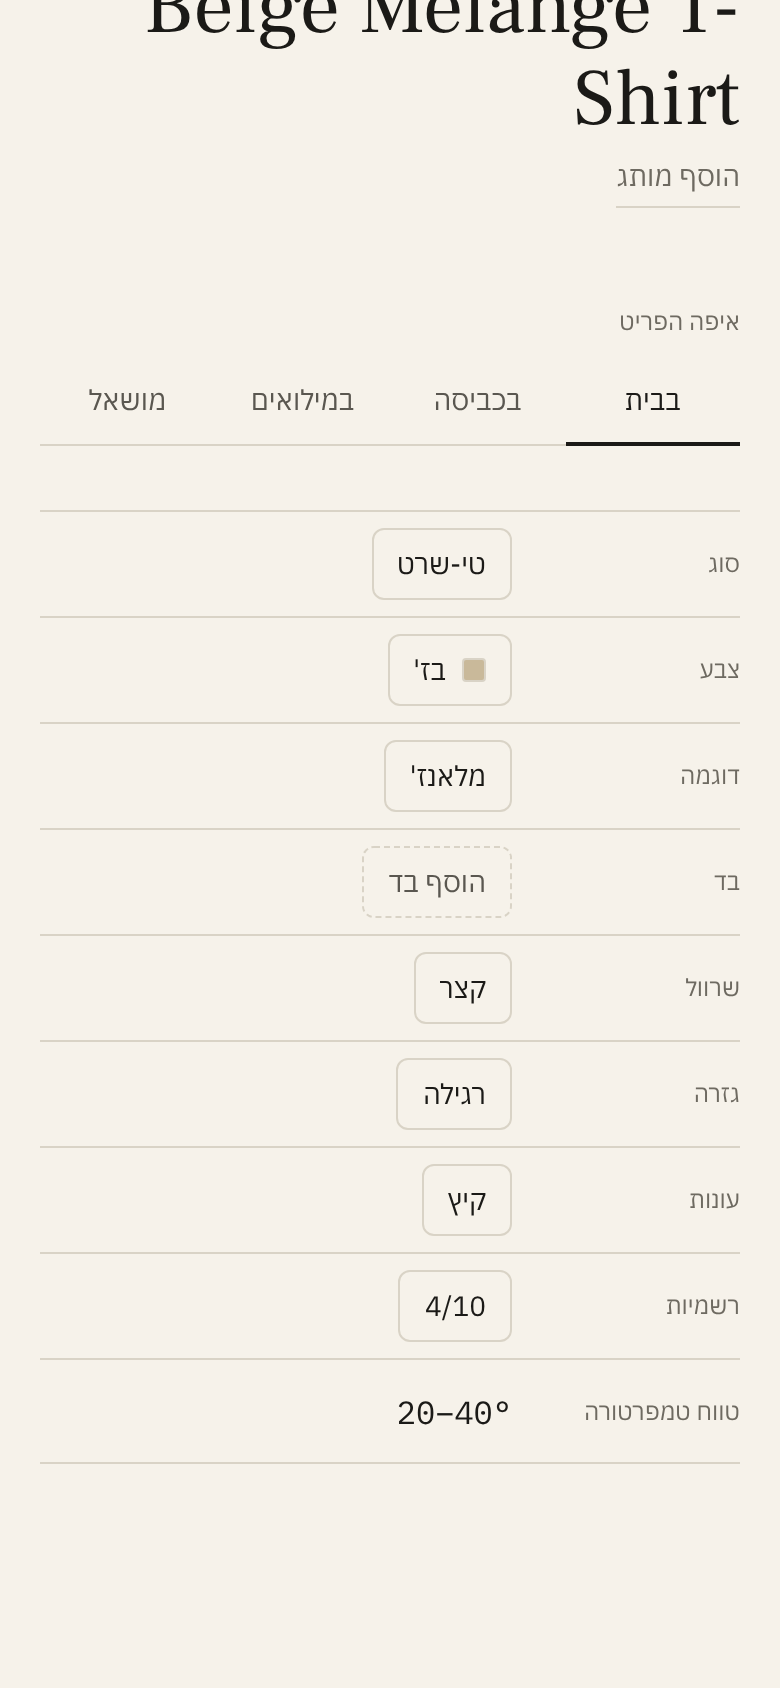 Beige Melange T-
Shirt
הוסף מותג
איפה הפריט
בבית בכביסה במילואים מושאל
סוג טי-שרט
צבע בז'
דוגמה מלאנז'
בד הוסף בד
שרוול קצר
גזרה רגילה
עונות קיץ
רשמיות 4/10
טווח טמפרטורה 20–40°